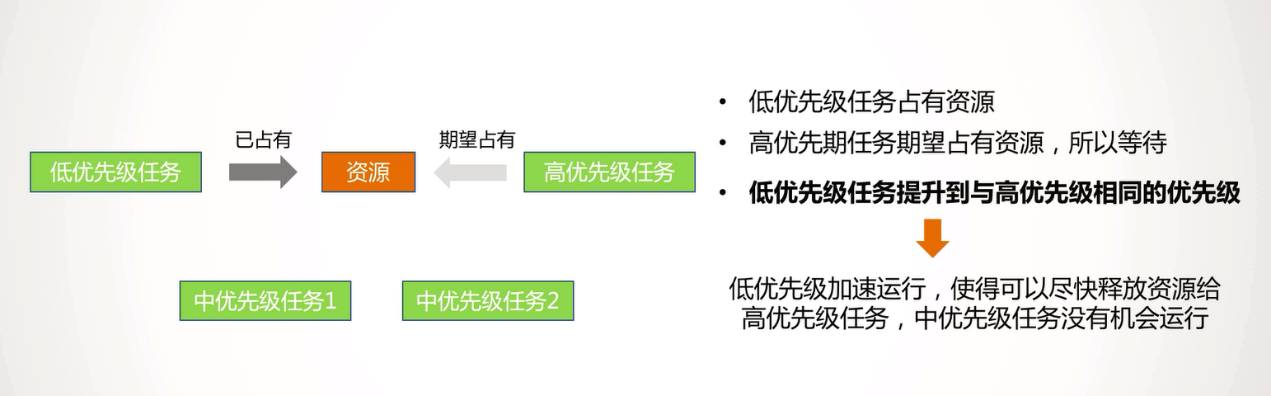 已占有
期望占有
低优先级任务
资源
高优先级任务
中优先级任务1
中优先级任务2
• 低优先级任务占有资源
• 高优先期任务期望占有资源，所以等待
• 低优先级任务提升到与高优先级相同的优先级
低优先级加速运行，使得可以尽快释放资源给
高优先级任务，中优先级任务没有机会运行